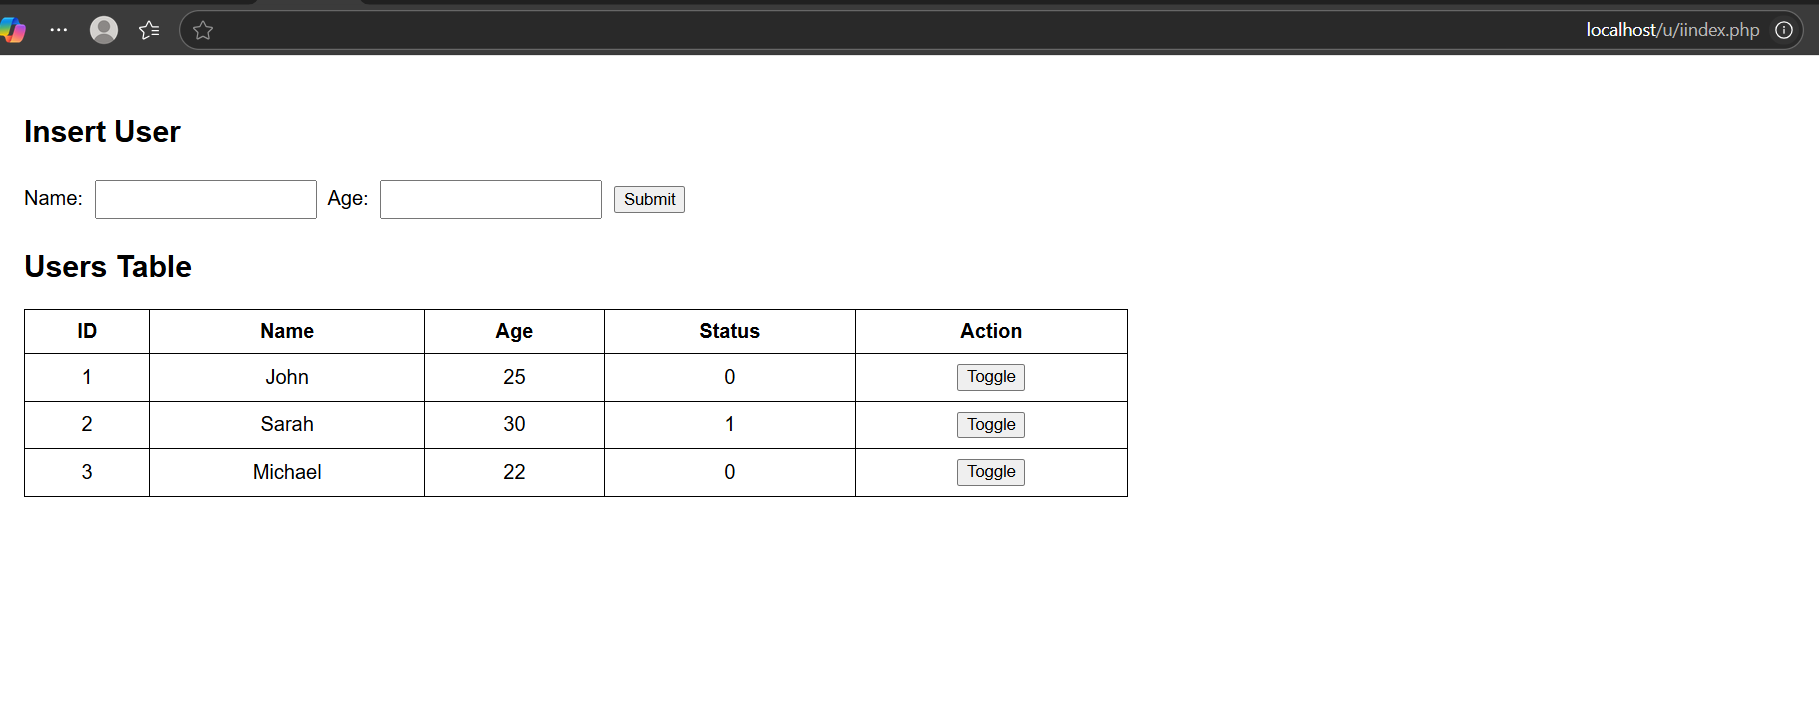 localhost/u/iindex.php
Insert User
Name: Age: Submit
Users Table
ID Name Age Status Action
1 John 25 0 Toggle
2 Sarah 30 1 Toggle
3 Michael 22 0 Toggle